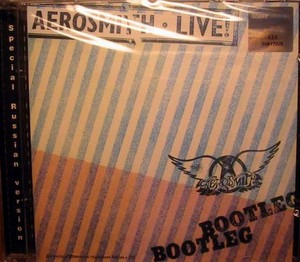 AEROSMITH · LIVE!
Special Russian version
AEROSMITH
BOOTLEG
BOOTLEG